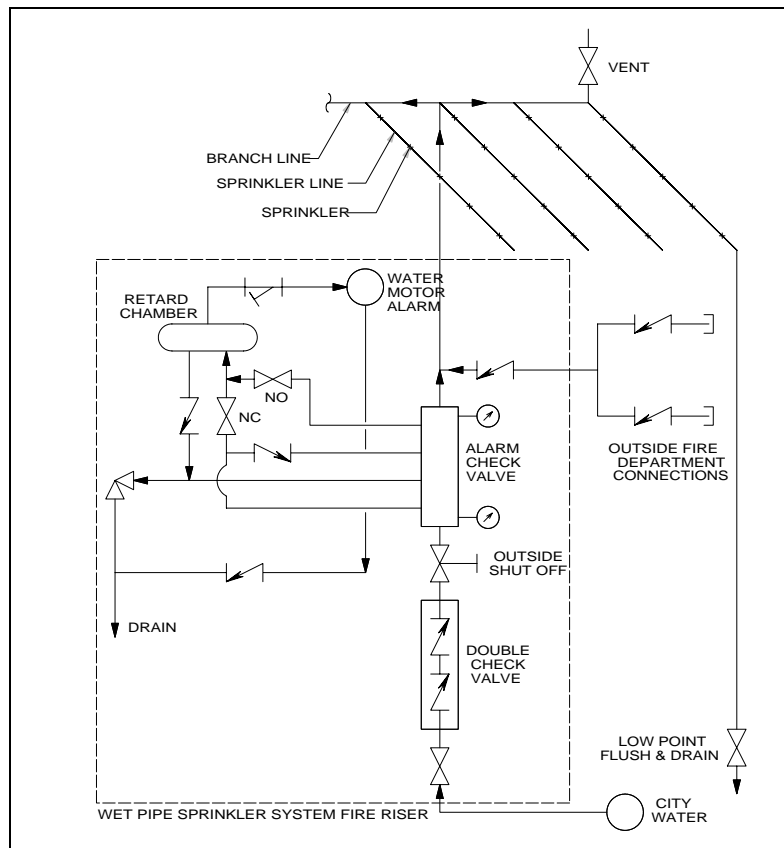 VENT
BRANCH LINE
SPRINKLER LINE
SPRINKLER
RETARD
CHAMBER
WATER
MOTOR
ALARM
NO
NC
ALARM
CHECK
VALVE
OUTSIDE FIRE
DEPARTMENT
CONNECTIONS
OUTSIDE
SHUT OFF
DRAIN
DOUBLE
CHECK
VALVE
LOW POINT
FLUSH & DRAIN
CITY
WATER
WET PIPE SPRINKLER SYSTEM FIRE RISER